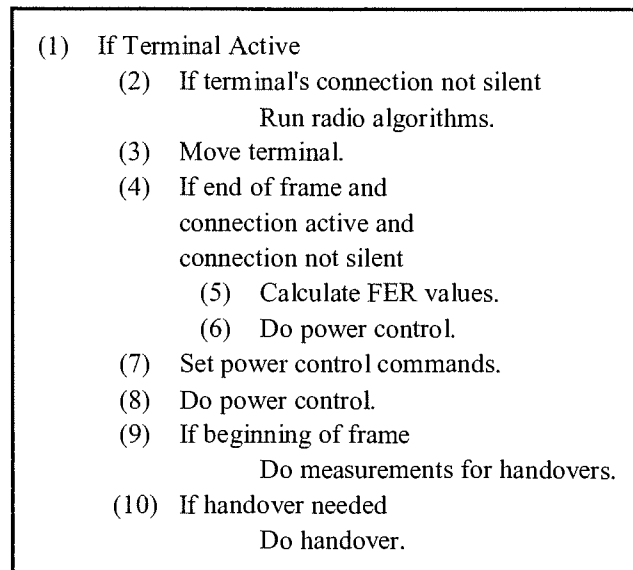 (1) If Terminal Active
(2) If terminal's connection not silent
Run radio algorithms.
(3) Move terminal.
(4) If end of frame and
connection active and
connection not silent
(5) Calculate FER values.
(6) Do power control.
(7) Set power control commands.
(8) Do power control.
(9) If beginning of frame
Do measurements for handovers.
(10) If handover needed
Do handover.